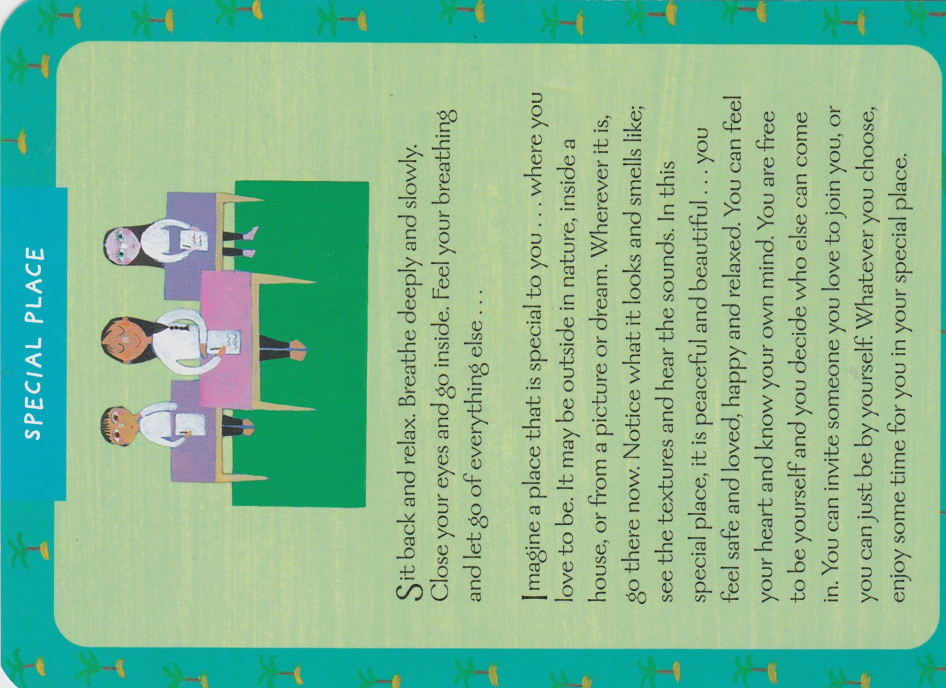 SPECIAL PLACE
Sit back and relax. Breathe deeply and slowly.
Close your eyes and go inside. Feel your breathing
and let go of everything else . . .
Imagine a place that is special to you . . . where you
love to be. It may be outside in nature, inside a
house, or from a picture or dream. Wherever it is,
go there now. Notice what it looks and smells like;
see the textures and hear the sounds. In this
special place, it is peaceful and beautiful . . . you
feel safe and loved, happy and relaxed. You can feel
your heart and know your own mind. You are free
to be yourself and you decide who else can come
in. You can invite someone you love to join you, or
you can just be by yourself. Whatever you choose,
enjoy some time for you in your special place.